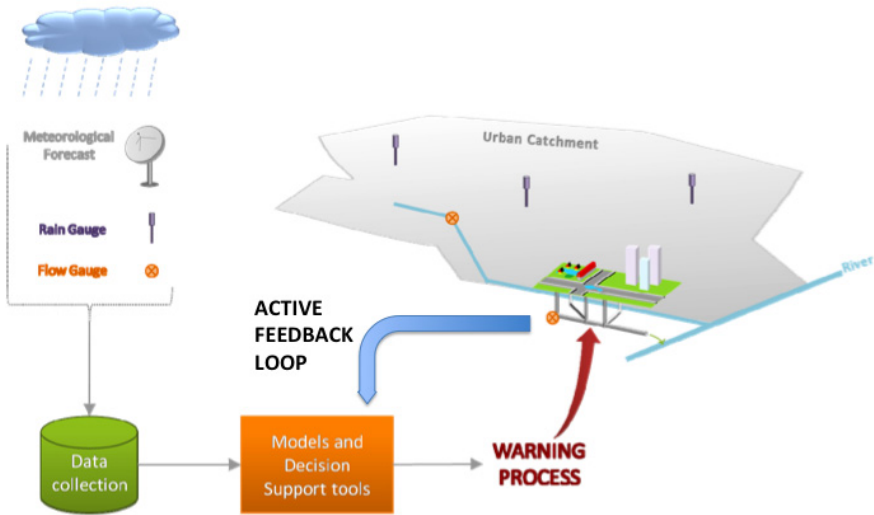 Meteorological
Forecast
Rain Gauge
Flow Gauge
Urban Catchment
River
ACTIVE
FEEDBACK
LOOP
Data
collection
Models and
Decision
Support tools
WARNING
PROCESS